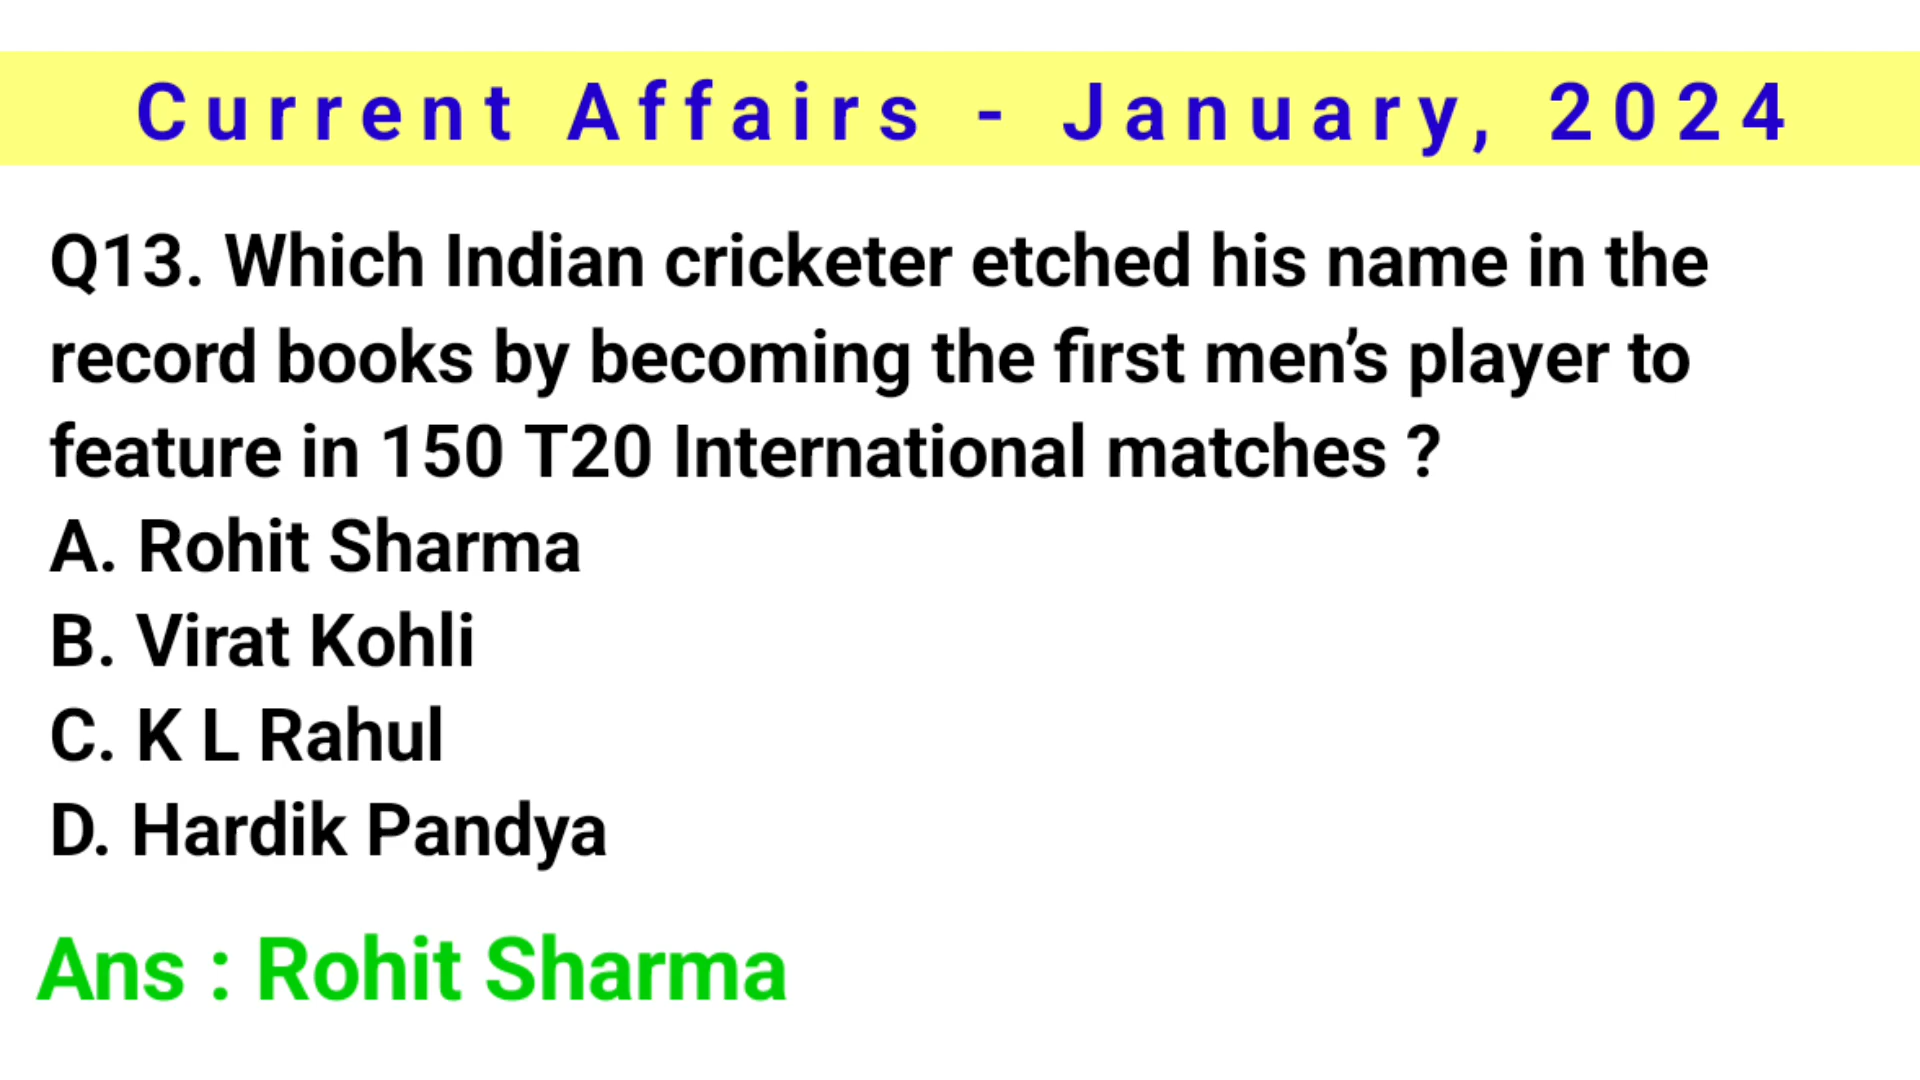 Current Affairs - January, 2024
Q13. Which Indian cricketer etched his name in the
record books by becoming the first men’s player to
feature in 150 T20 International matches ?
A. Rohit Sharma
B. Virat Kohli
C. K L Rahul
D. Hardik Pandya
Ans : Rohit Sharma